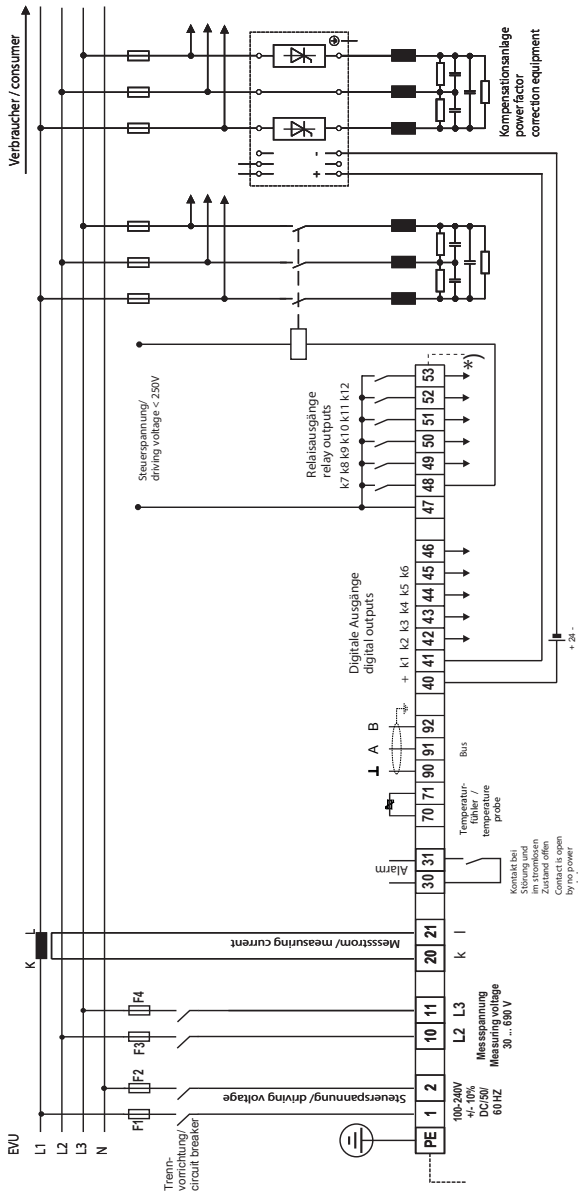 EVU
L1
L2
L3
N
Verbraucher / consumer
K L
F1
F2
F3
F4
Trenn-
vorrichtung/
circuit breaker
Steuerspannung/ driving voltage
Messstrom/ measuring current
Alarm
⊥ A B
Digitale Ausgänge
digital outputs
+ k1 k2 k3 k4 k5 k6
Steuerspannung/
driving voltage < 250V
Relaisausgänge
relay outputs
k7 k8 k9 k10 k11 k12
- +
Kompensationsanlage
power factor
correction equipment
PE 1 2 10 11 20 21 30 31 70 71 90 91 92 40 41 42 43 44 45 46 47 48 49 50 51 52 53
*)
100-240V
+/- 10%
DC/50/
60 HZ
L2 L3
Messspannung
Measuring voltage
30 ... 690 V
k l
Kontakt bei
Störung und
im stromlosen
Zustand offen
Contact is open
by no power
Temperatur-
fühler /
temperature
probe
Bus
+ 24 -